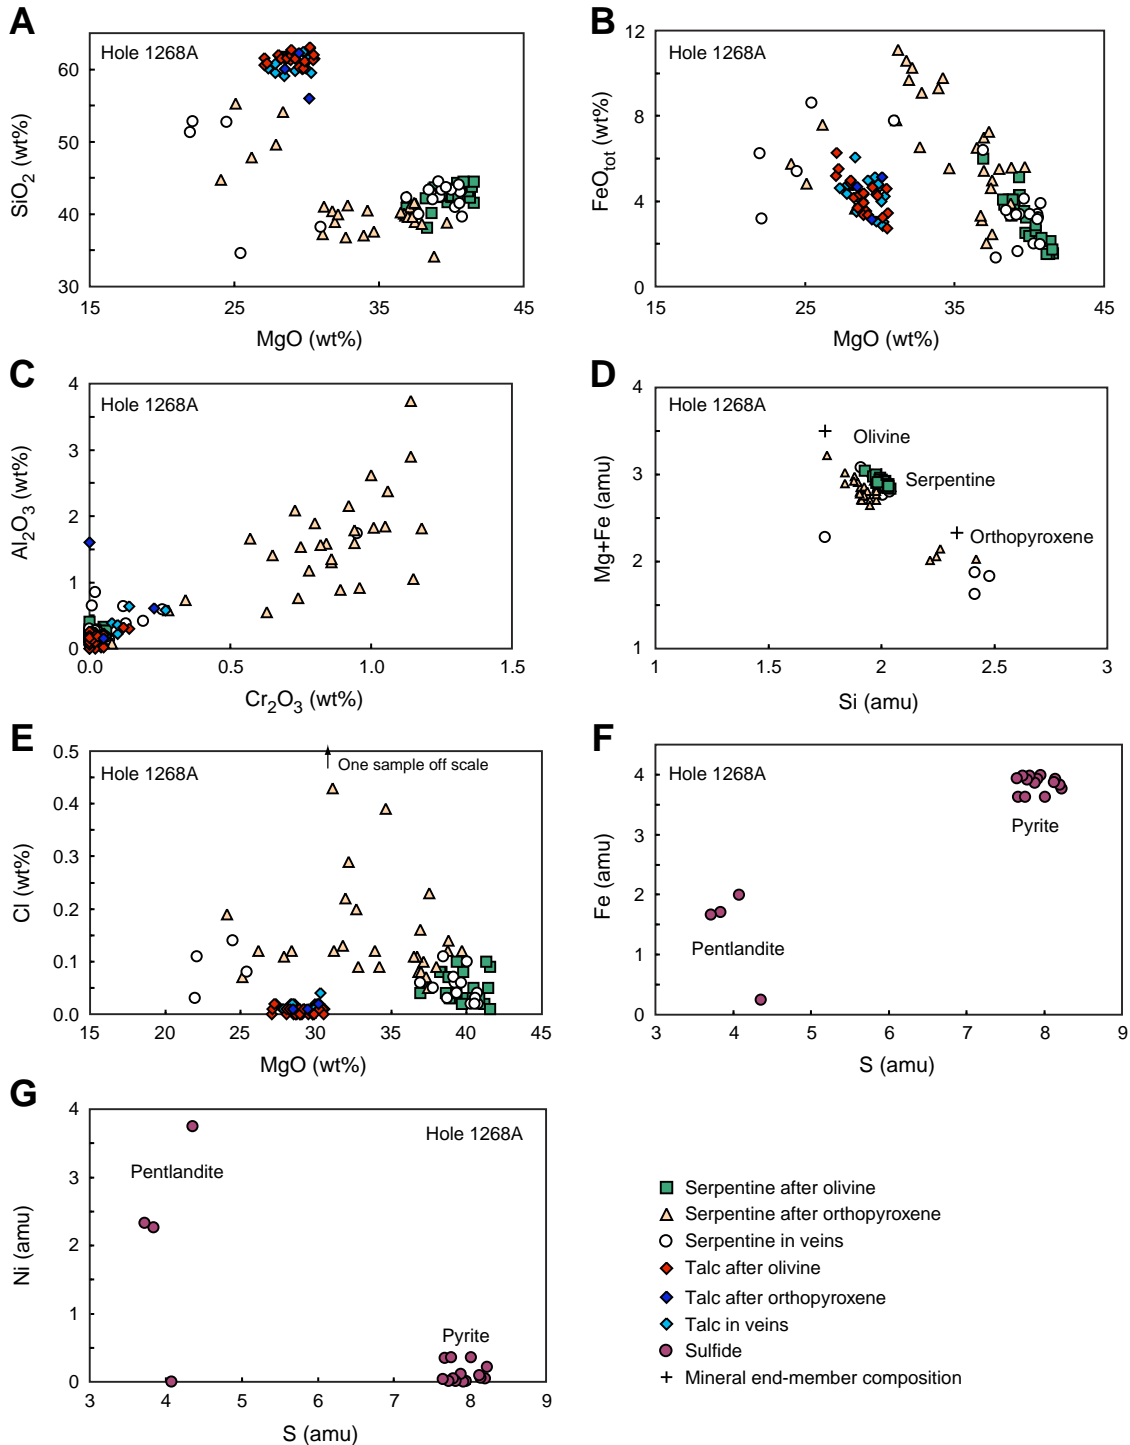 A
Hole 1268A
SiO2 (wt%)
60
50
40
30
15
25
35
45
MgO (wt%)
B
Hole 1268A
FeOtot (wt%)
12
8
4
0
15
25
35
45
MgO (wt%)
C
Hole 1268A
Al2O3 (wt%)
4
3
2
1
0
0.0
0.5
1.0
1.5
Cr2O3 (wt%)
D
Hole 1268A
Olivine
Serpentine
Orthopyroxene
Mg+Fe (amu)
4
3
2
1
1
1.5
2
2.5
3
Si (amu)
E
Hole 1268A
One sample off scale
Cl (wt%)
0.5
0.4
0.3
0.2
0.1
0.0
15
20
25
30
35
40
45
MgO (wt%)
F
Hole 1268A
Pyrite
Pentlandite
Fe (amu)
4
3
2
1
0
3
4
5
6
7
8
9
S (amu)
G
Hole 1268A
Pentlandite
Pyrite
Ni (amu)
4
3
2
1
0
3
4
5
6
7
8
9
S (amu)
Serpentine after olivine
Serpentine after orthopyroxene
Serpentine in veins
Talc after olivine
Talc after orthopyroxene
Talc in veins
Sulfide
Mineral end-member composition